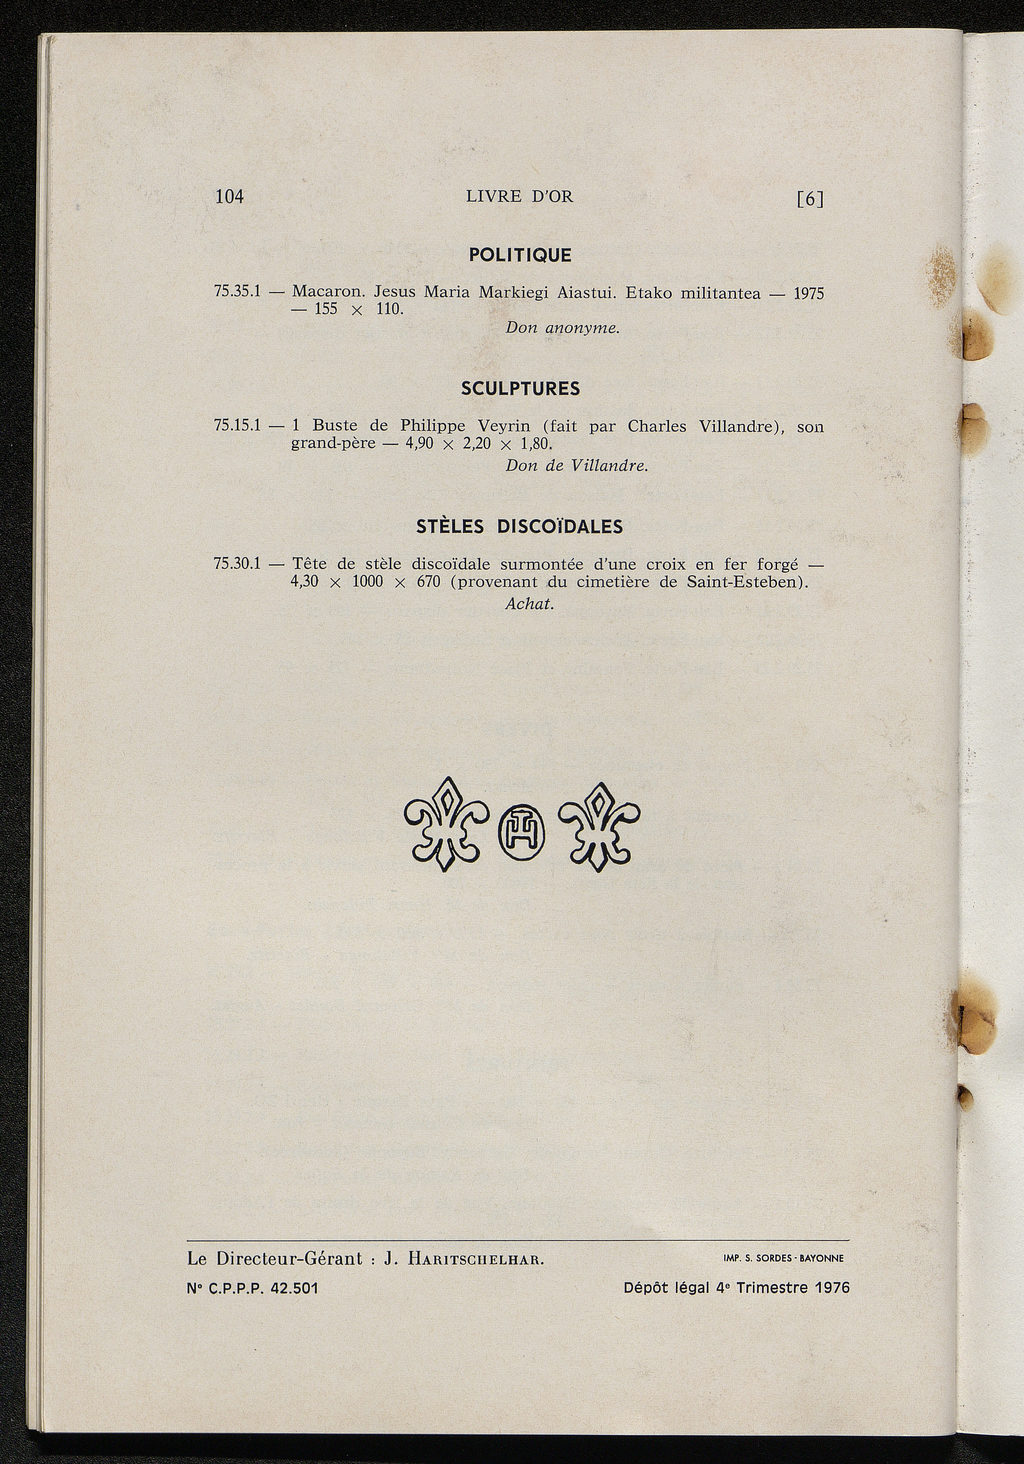 104 LIVRE D'OR [6]
POLITIQUE
75.35.1 — Macaron. Jesus Maria Markiegi Aiastui. Etako militantea — 1975
— 155 × 110.
Don anonyme.
SCULPTURES
75.15.1 — 1 Buste de Philippe Veyrin (fait par Charles Villandre), son
grand-père — 4,90 × 2,20 × 1,80.
Don de Villandre.
STÈLES DISCOÏDALES
75.30.1 — Tête de stèle discoïdale surmontée d'une croix en fer forgé —
4,30 × 1000 × 670 (provenant du cimetière de Saint-Esteben).
Achat.
Le Directeur-Gérant : J. HARITSCHELHAR. IMP. S. SORDES - BAYONNE
N° C.P.P.P. 42.501 Dépôt légal 4e Trimestre 1976